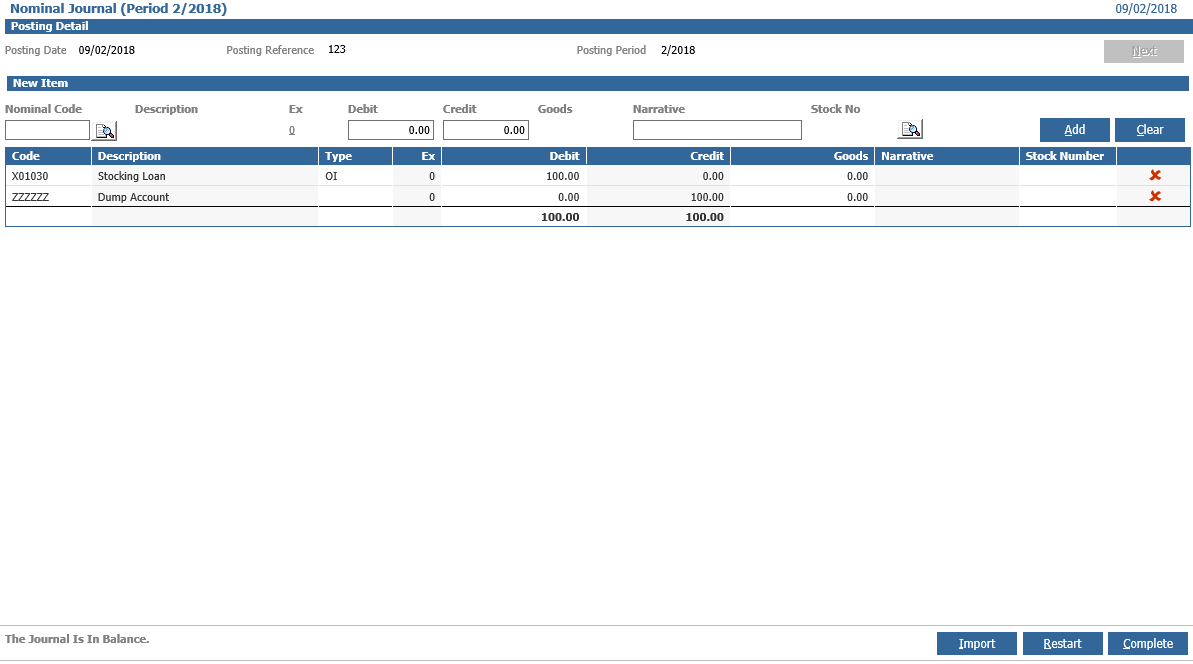 Nominal Journal (Period 2/2018) 09/02/2018
Posting Detail
Posting Date 09/02/2018 Posting Reference 123 Posting Period 2/2018 Next
New Item
Nominal Code Description Ex Debit Credit Goods Narrative Stock No
0 0.00 0.00 Add Clear
Code Description Type Ex Debit Credit Goods Narrative Stock Number
X01030 Stocking Loan OI 0 100.00 0.00 0.00
ZZZZZZ Dump Account 0 0.00 100.00 0.00
100.00 100.00
The Journal Is In Balance. Import Restart Complete